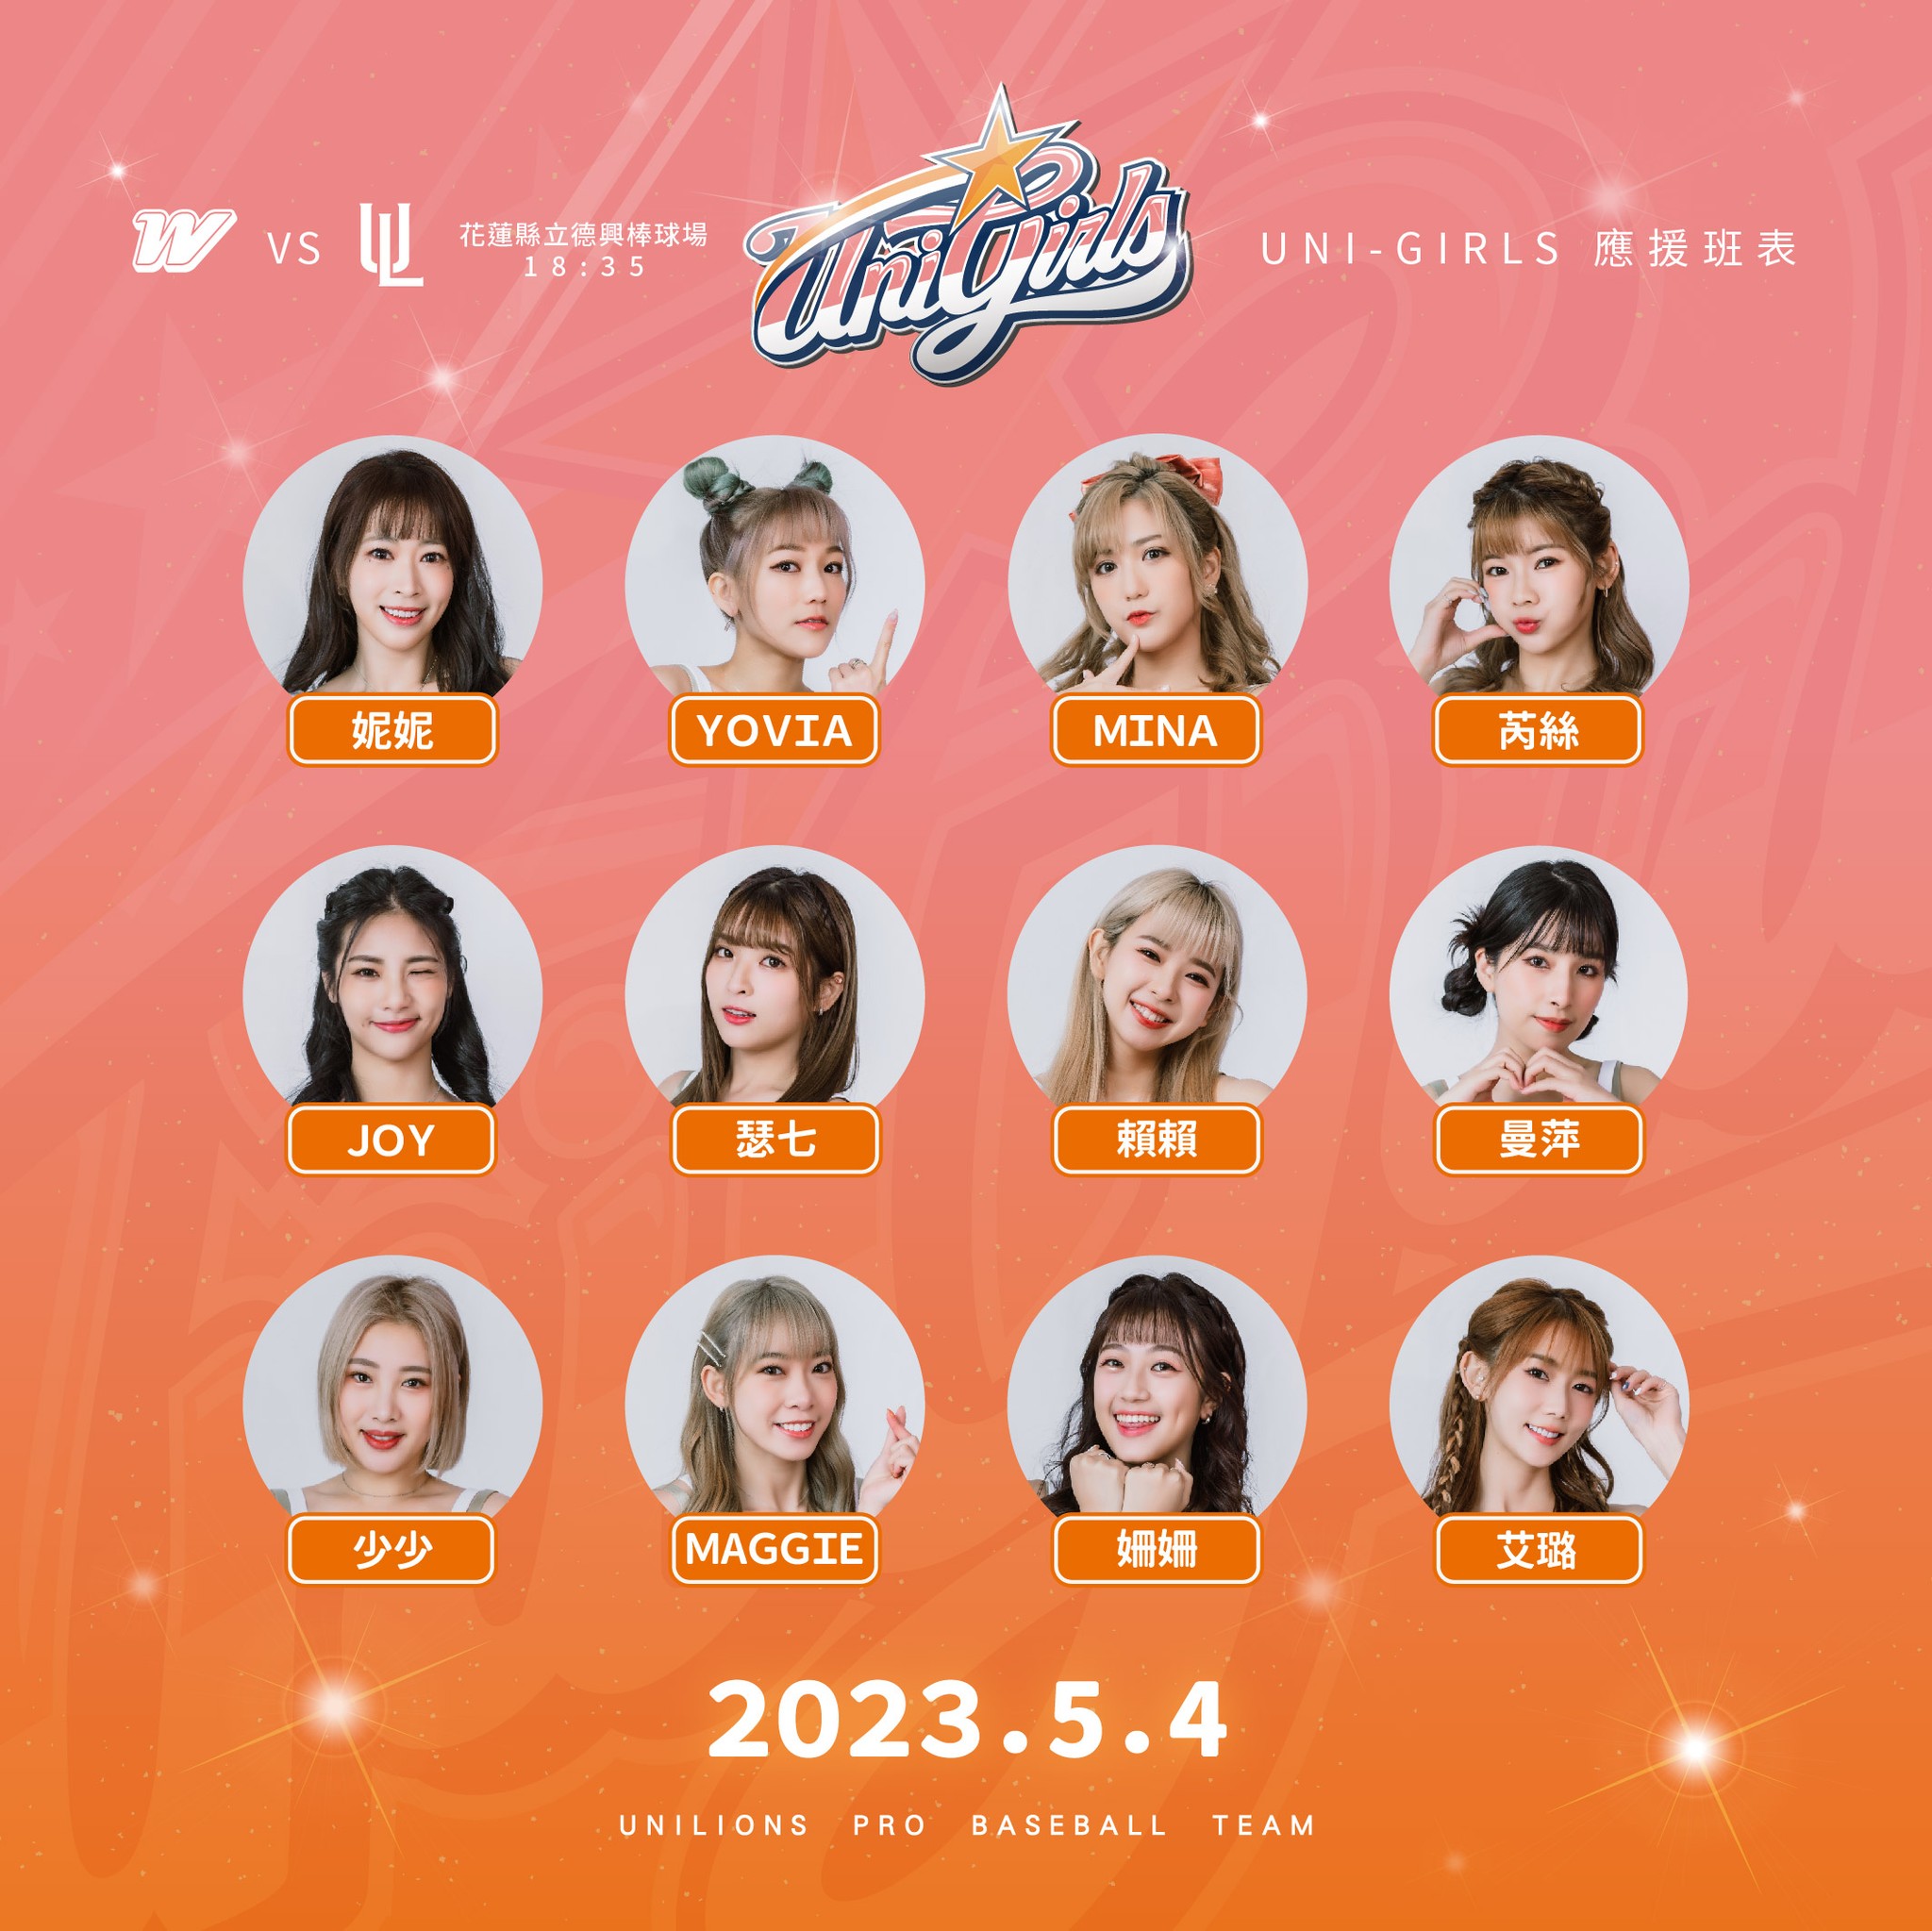 W VS UL
花蓮縣立德興棒球場
18:35
UniGirls
UNI-GIRLS 應援班表
妮妮
YOVIA
MINA
芮絲
JOY
瑟七
賴賴
曼萍
少少
MAGGIE
姍姍
艾璐
2023.5.4
UNILIONS PRO BASEBALL TEAM